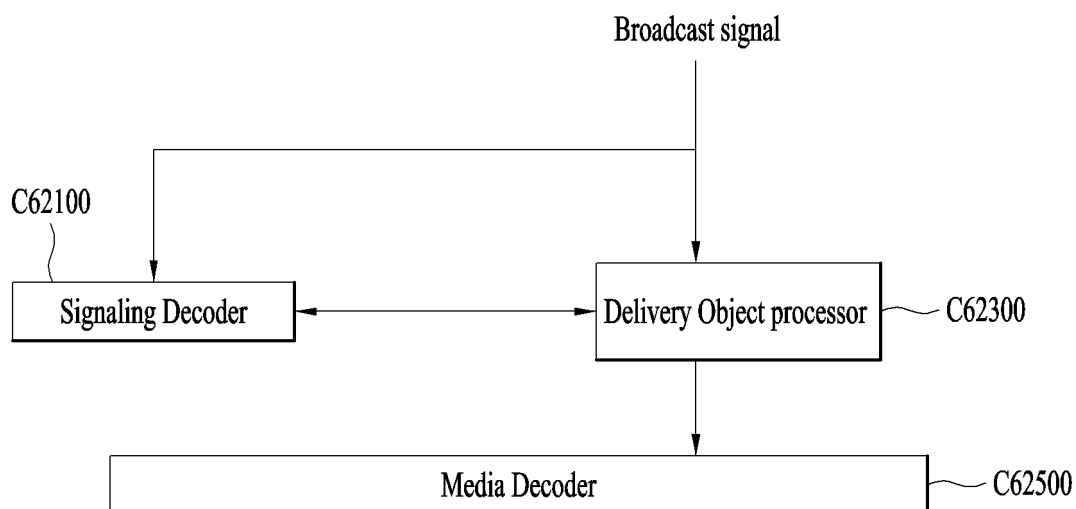 Broadcast signal
C62100
Signaling Decoder
Delivery Object processor
C62300
Media Decoder
C62500